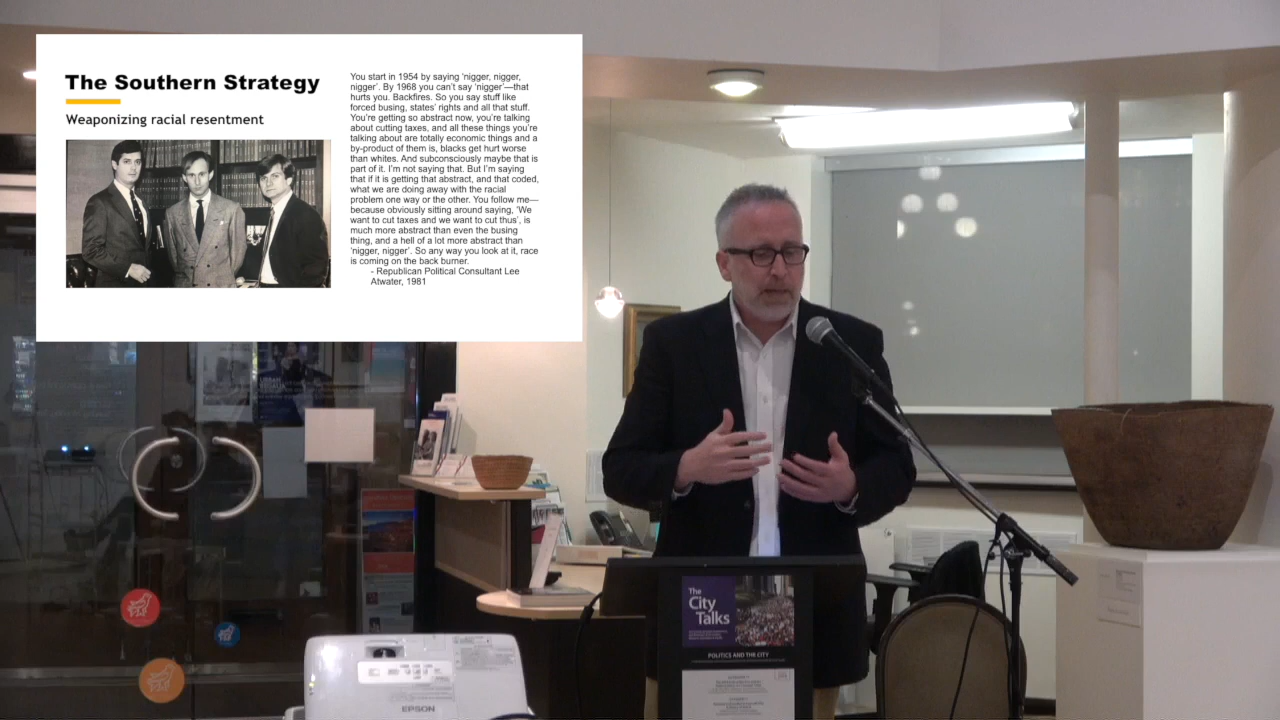 The Southern Strategy
Weaponizing racial resentment
You start in 1954 by saying 'nigger, nigger,
nigger'. By 1968 you can't say 'nigger'—that
hurts you. Backfires. So you say stuff like
forced busing, states' rights and all that stuff.
You're getting so abstract now, you're talking
about cutting taxes, and all these things you're
talking about are totally economic things and a
by-product of them is, blacks get hurt worse
than whites. And subconsciously maybe that is
part of it. I'm not saying that. But I'm saying
that if it is getting that abstract, and that coded,
what we are doing away with the racial
problem one way or the other. You follow me—
because obviously sitting around saying, 'We
want to cut taxes and we want to cut thus', is
much more abstract than even the busing
thing, and a hell of a lot more abstract than
'nigger, nigger'. So any way you look at it, race
is coming on the back burner.
- Republican Political Consultant Lee
Atwater, 1981
The
City
Talks
POLITICS AND THE CITY
EPSON